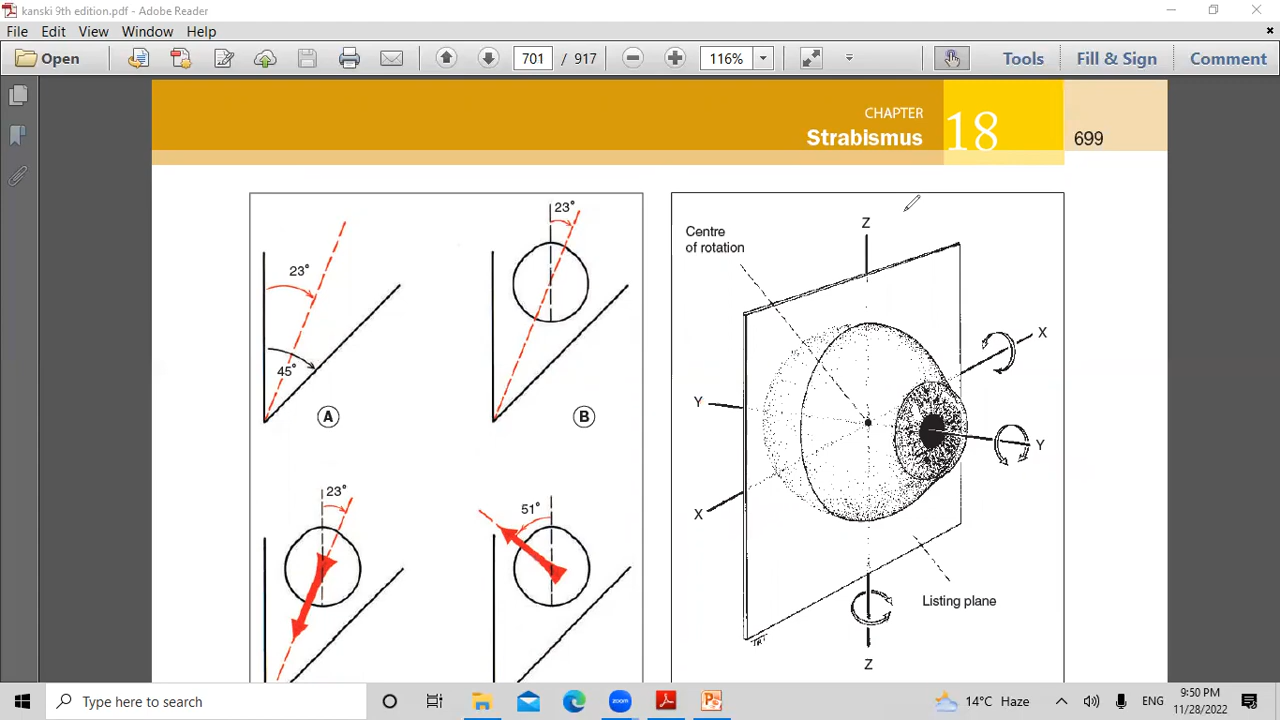 kanski 9th edition.pdf - Adobe Reader
File Edit View Window Help
Open 701 / 917 116% Tools Fill & Sign Comment
CHAPTER
Strabismus 18 699
23°
45°
A
23°
B
23°
51°
Centre
of rotation
Z
X
Y
Y
X
Listing plane
Z
Type here to search
zoom
14°C Haze
ENG
9:50 PM
11/28/2022